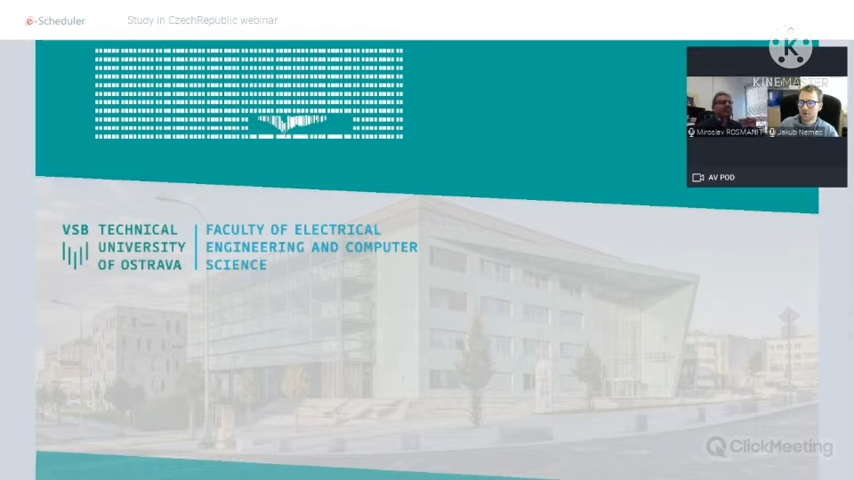 e-Scheduler
Study in CzechRepublic webinar
KINEMASTER
Miroslav ROSMANIT
Jakub Nemec
AV POD
VSB TECHNICAL
UNIVERSITY
OF OSTRAVA
FACULTY OF ELECTRICAL
ENGINEERING AND COMPUTER
SCIENCE
ClickMeeting